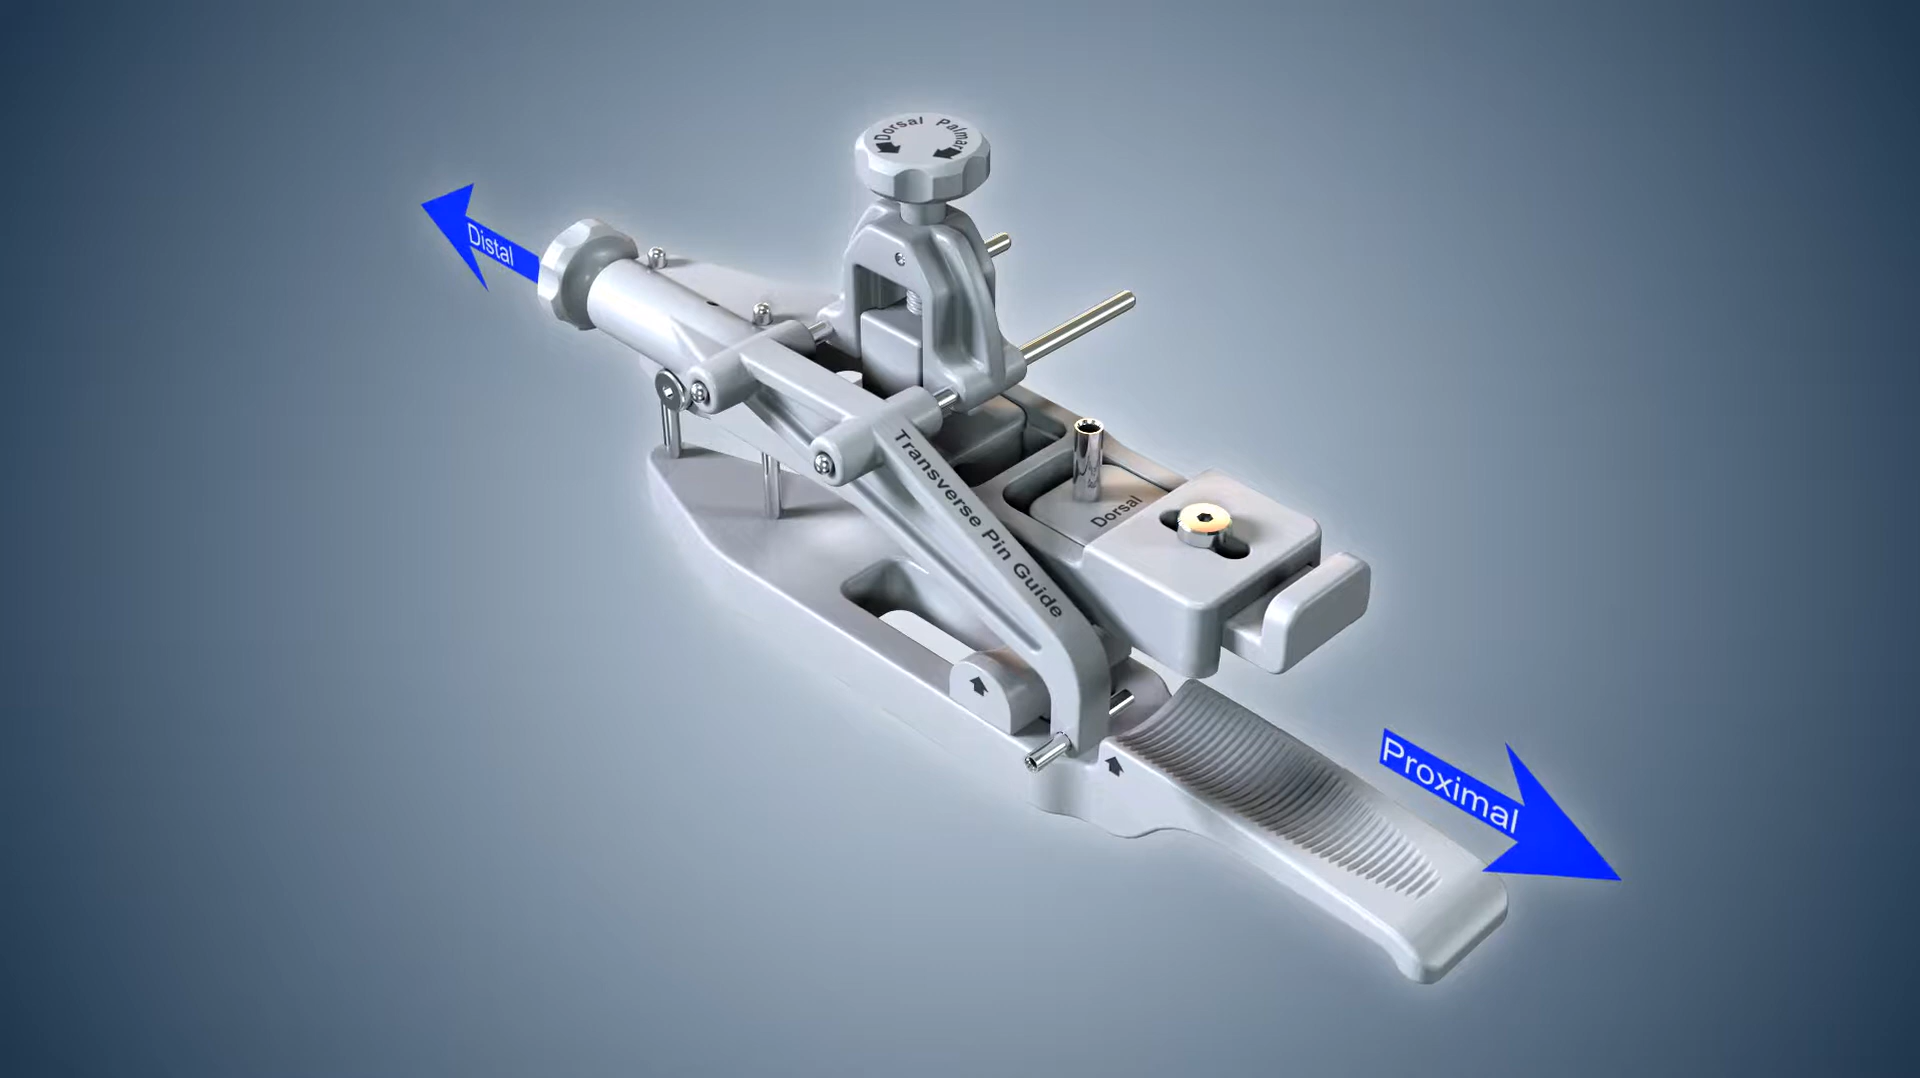 Dorsal Palmar
Distal
Transverse Pin Guide
Dorsal
Proximal